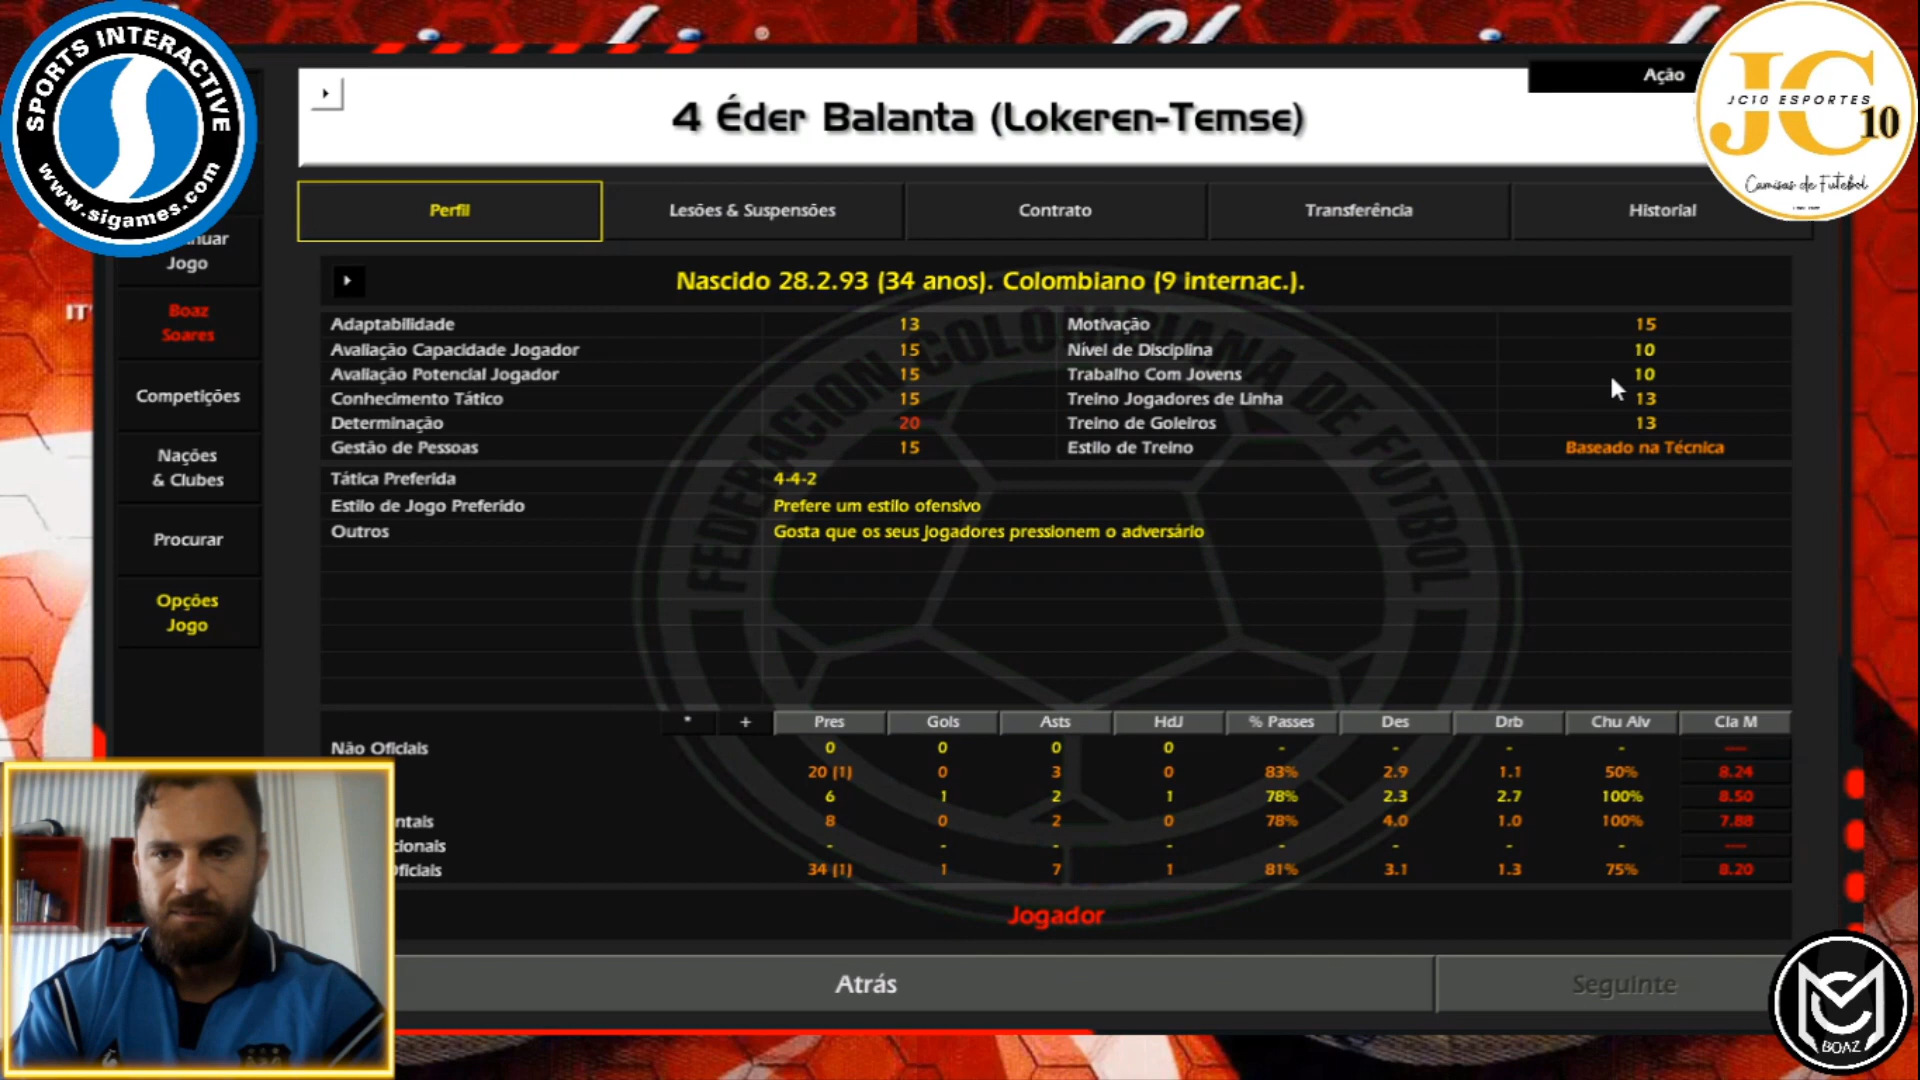 SPORTS INTERACTIVE
www.sigames.com
Ação
JC10 ESPORTES
10
Camisas de Futebol
4 Éder Balanta (Lokeren-Temse)
Perfil
Lesões & Suspensões
Contrato
Transferência
Historial
nuar
Jogo
Boaz
Soares
Competições
Nações
& Clubes
Procurar
Opções
Jogo
IT'
Nascido 28.2.93 (34 anos). Colombiano (9 internac.).
FEDERACION COLOMBIANA DE FUTBOL
Adaptabilidade 13 Motivação 15
Avaliação Capacidade Jogador 15 Nível de Disciplina 10
Avaliação Potencial Jogador 15 Trabalho Com Jovens 10
Conhecimento Tático 15 Treino Jogadores de Linha 13
Determinação 20 Treino de Goleiros 13
Gestão de Pessoas 15 Estilo de Treino Baseado na Técnica
Tática Preferida 4-4-2
Estilo de Jogo Preferido Prefere um estilo ofensivo
Outros Gosta que os seus jogadores pressionem o adversário
* + Pres Gols Asts HdJ % Passes Des Drb Chu Alv Cla M
Não Oficiais 0 0 0 0 - - - - ----
20 (1) 0 3 0 83% 2.9 1.1 50% 8.24
6 1 2 1 78% 2.3 2.7 100% 8.50
ntais 8 0 2 0 78% 4.0 1.0 100% 7.88
cionais - - - - - - - - ----
ficiais 34 (1) 1 7 1 81% 3.1 1.3 75% 8.20
Jogador
Atrás
Seguinte
BOAZ